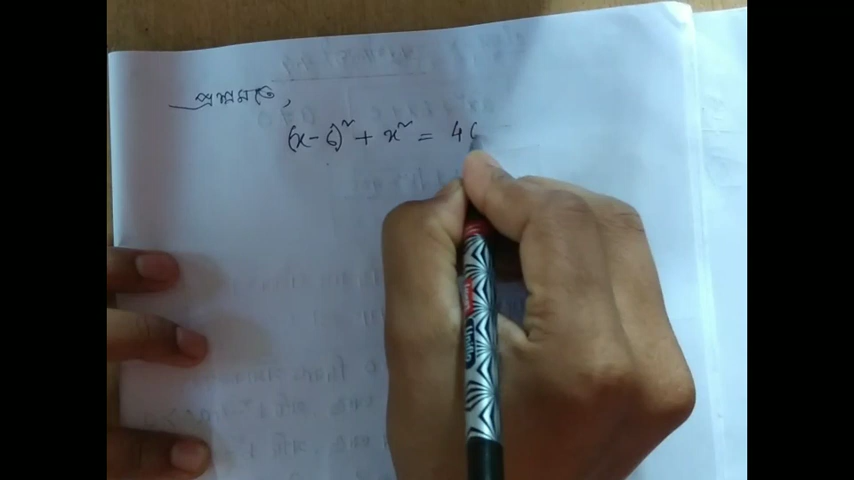 প্রশ্নমতে,
(x - 6)² + x² = 4